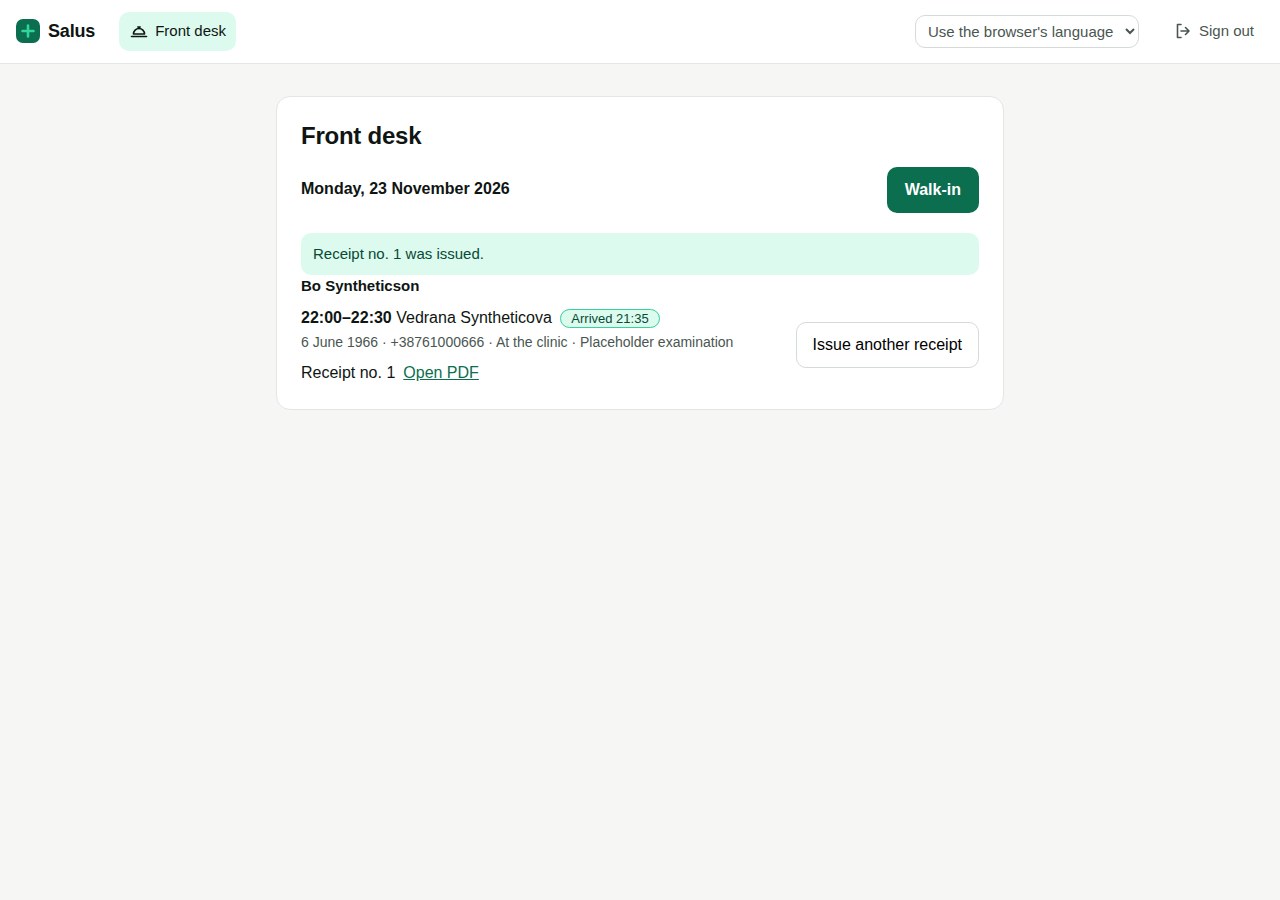 Salus
Front desk
Use the browser's language
Sign out
Front desk
Monday, 23 November 2026
Walk-in
Receipt no. 1 was issued.
Bo Syntheticson
22:00–22:30 Vedrana Syntheticova Arrived 21:35
6 June 1966 · +38761000666 · At the clinic · Placeholder examination
Issue another receipt
Receipt no. 1 Open PDF